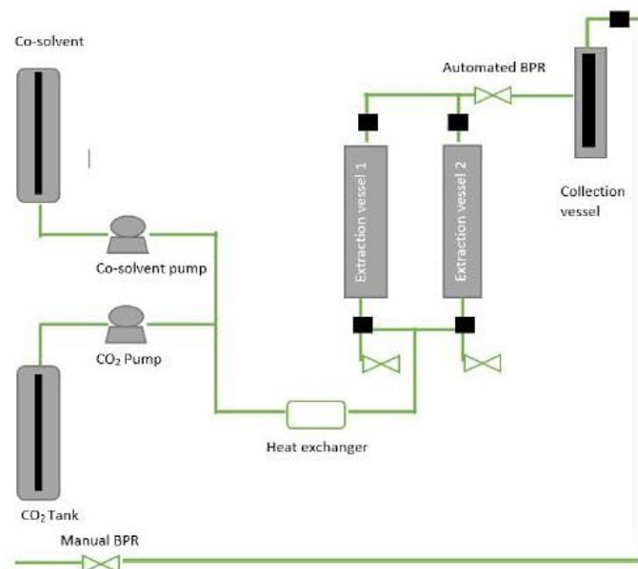 Co-solvent
Automated BPR
Extraction vessel 1
Extraction vessel 2
Collection
vessel
Co-solvent pump
CO₂ Pump
Heat exchanger
CO₂ Tank
Manual BPR